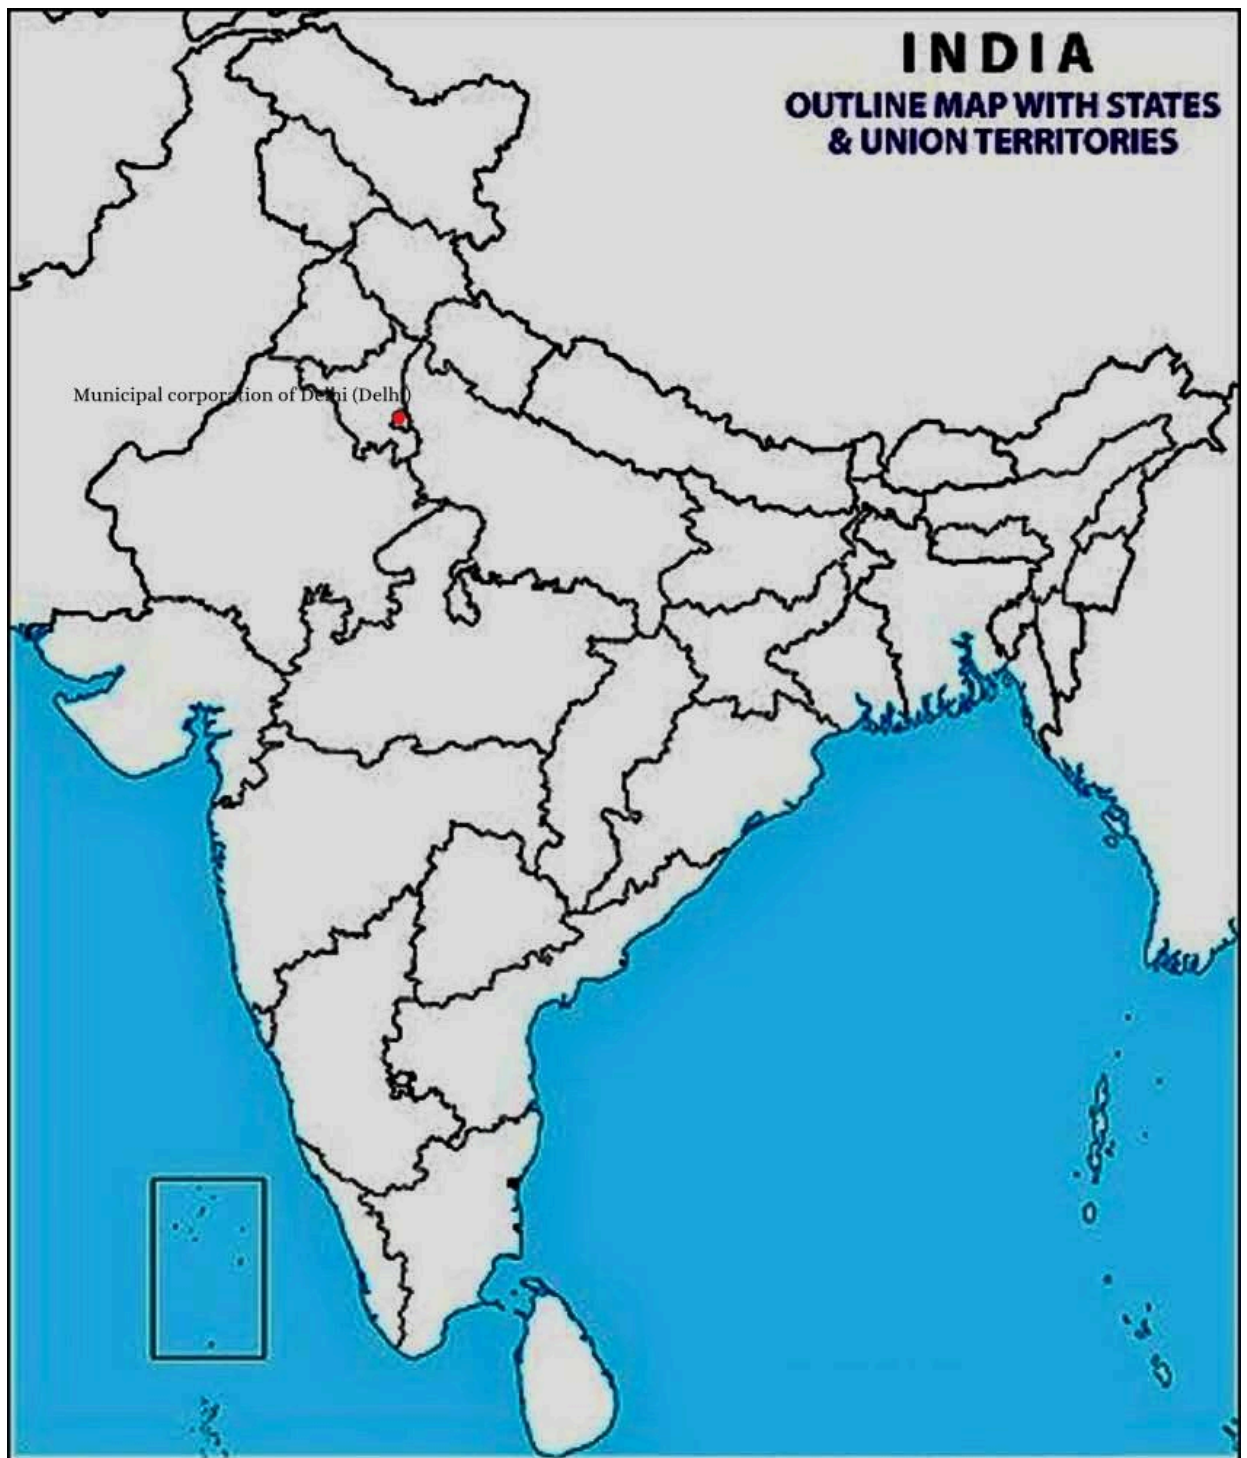 INDIA
OUTLINE MAP WITH STATES
& UNION TERRITORIES
Municipal corporation of Delhi (Delhi)